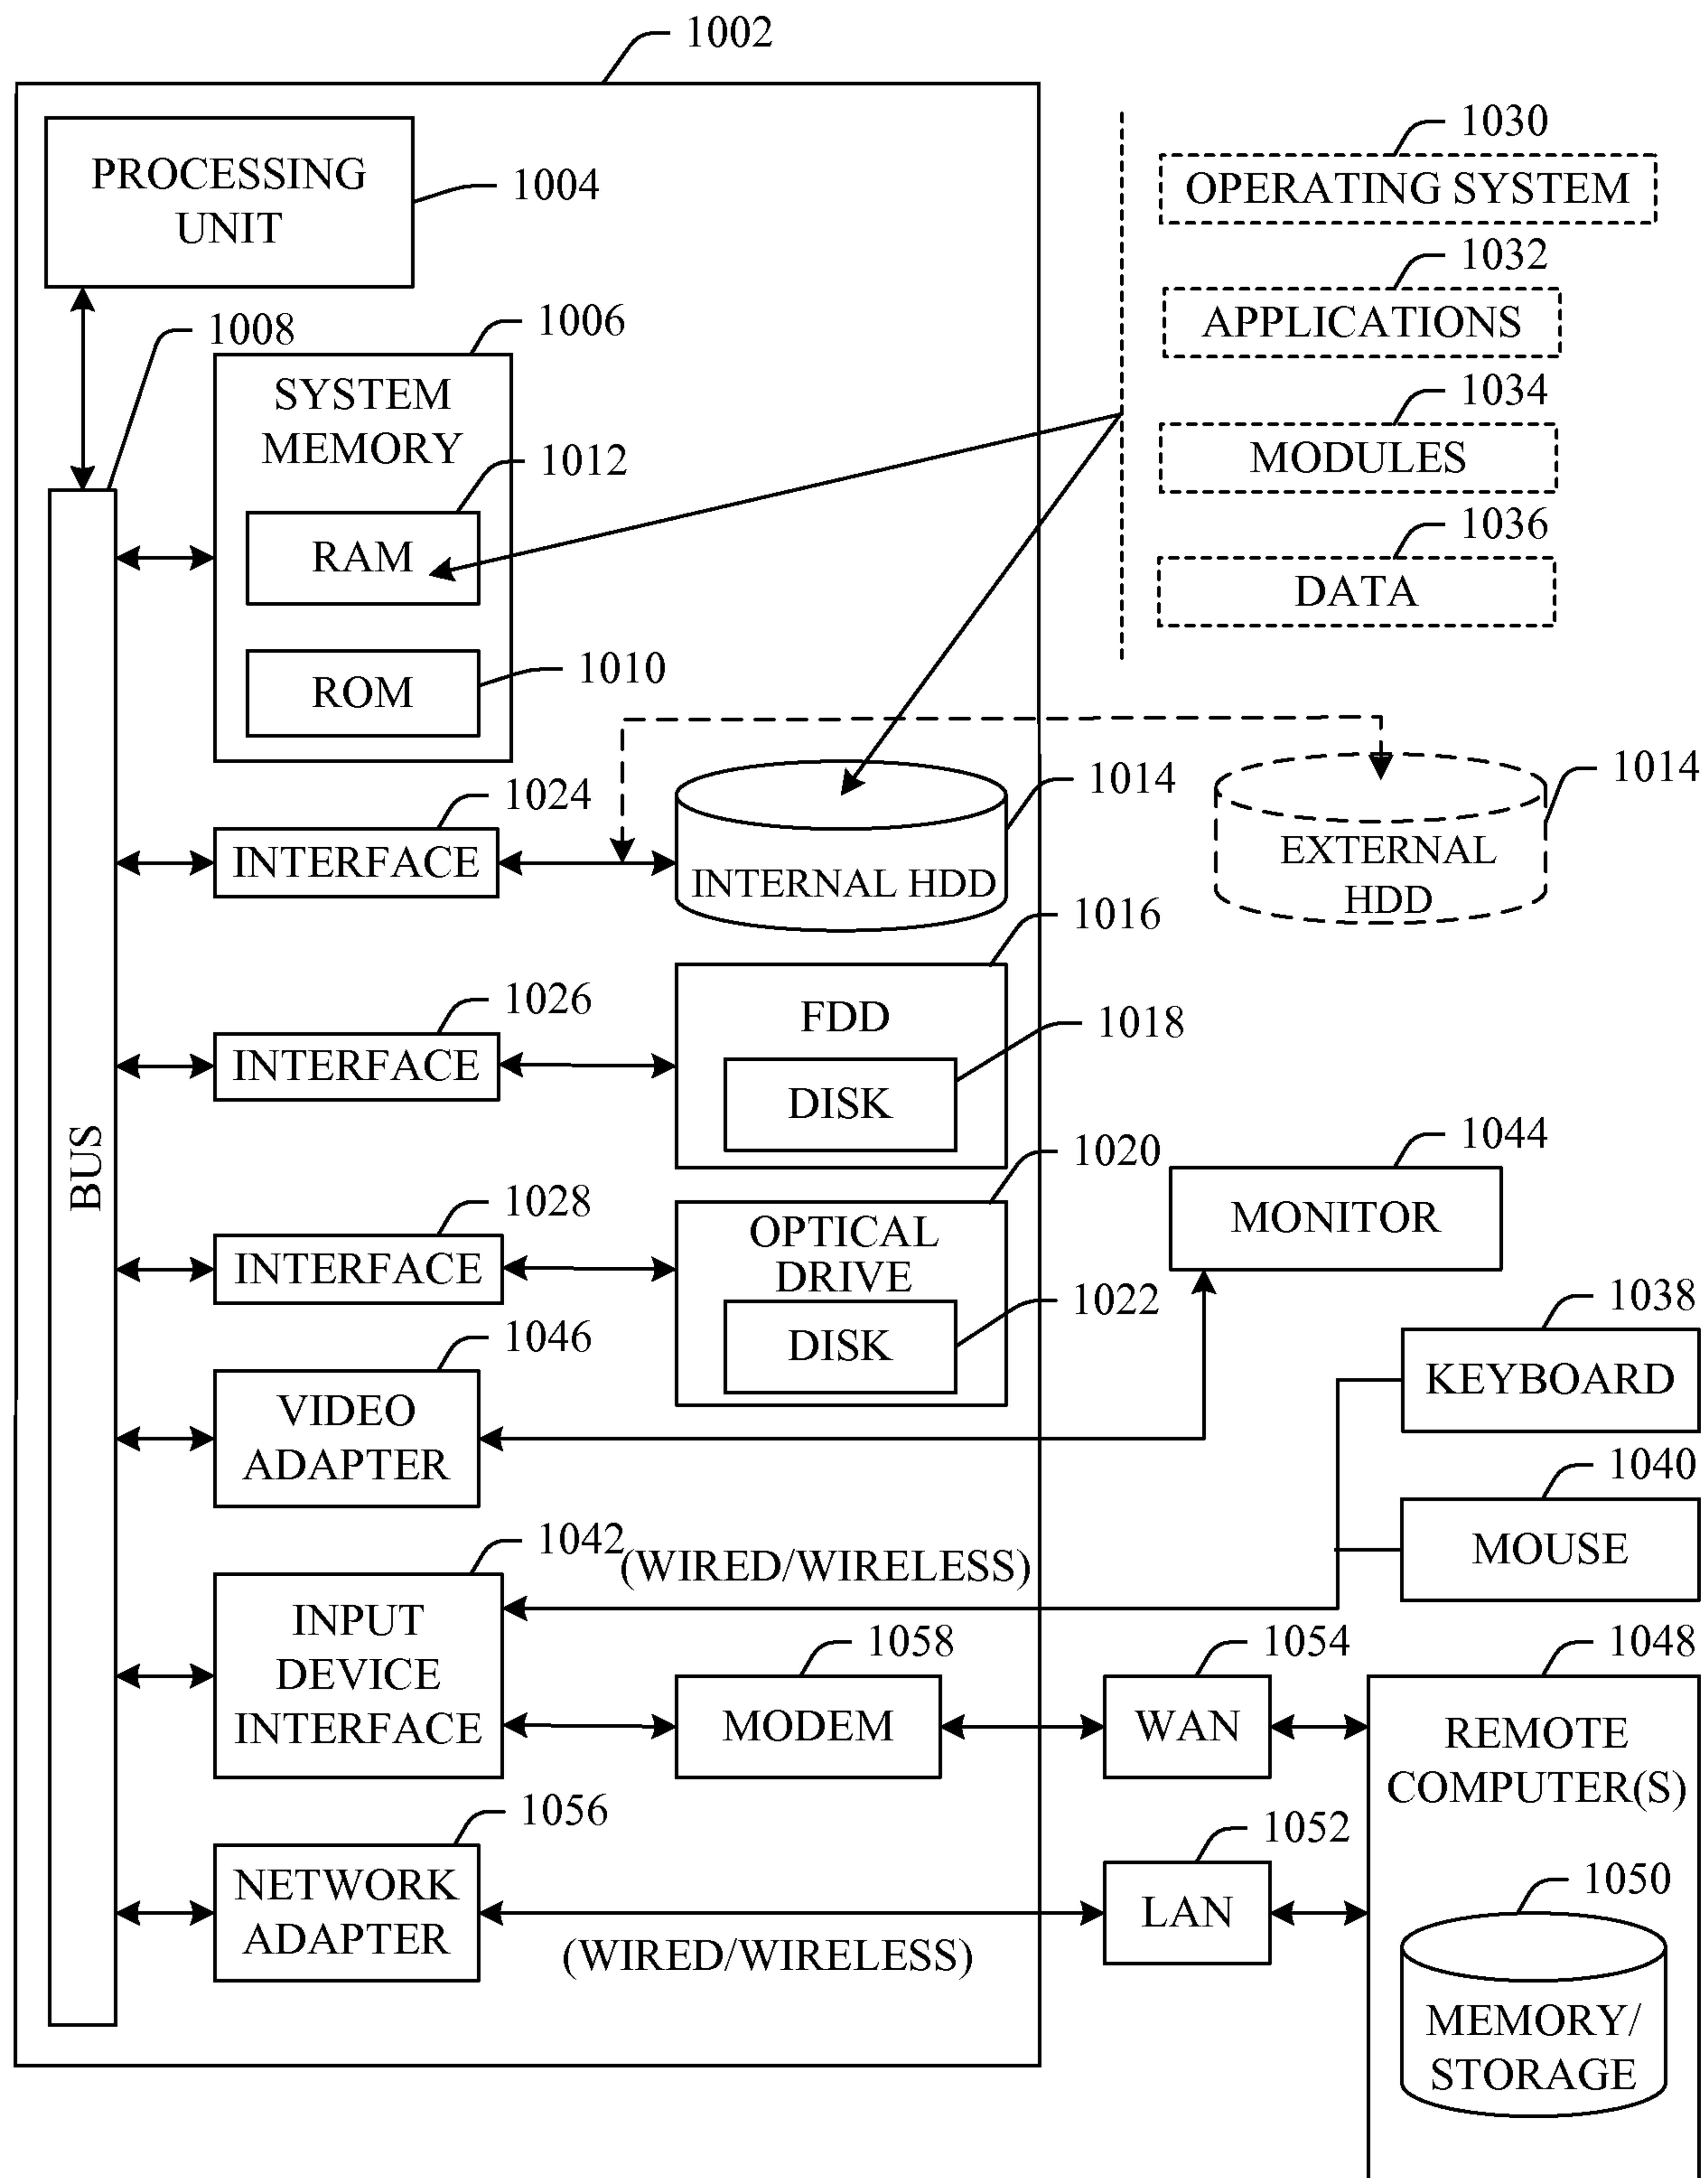 1002
PROCESSING
UNIT
1004
1030
OPERATING SYSTEM
1032
APPLICATIONS
1034
MODULES
1036
DATA
1008
1006
SYSTEM
MEMORY
1012
RAM
1010
ROM
1024
INTERFACE
1014
INTERNAL HDD
1014
EXTERNAL
HDD
1016
FDD
1018
DISK
1026
INTERFACE
BUS
1020
OPTICAL
DRIVE
1022
DISK
1028
INTERFACE
1044
MONITOR
1046
VIDEO
ADAPTER
1038
KEYBOARD
1040
MOUSE
1042
(WIRED/WIRELESS)
INPUT
DEVICE
INTERFACE
1058
MODEM
1054
WAN
1048
REMOTE
COMPUTER(S)
1056
NETWORK
ADAPTER
(WIRED/WIRELESS)
1052
LAN
1050
MEMORY/
STORAGE